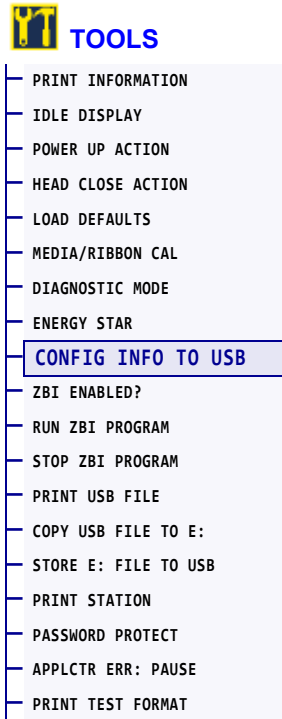 TOOLS
PRINT INFORMATION
IDLE DISPLAY
POWER UP ACTION
HEAD CLOSE ACTION
LOAD DEFAULTS
MEDIA/RIBBON CAL
DIAGNOSTIC MODE
ENERGY STAR
CONFIG INFO TO USB
ZBI ENABLED?
RUN ZBI PROGRAM
STOP ZBI PROGRAM
PRINT USB FILE
COPY USB FILE TO E:
STORE E: FILE TO USB
PRINT STATION
PASSWORD PROTECT
APPLCTR ERR: PAUSE
PRINT TEST FORMAT